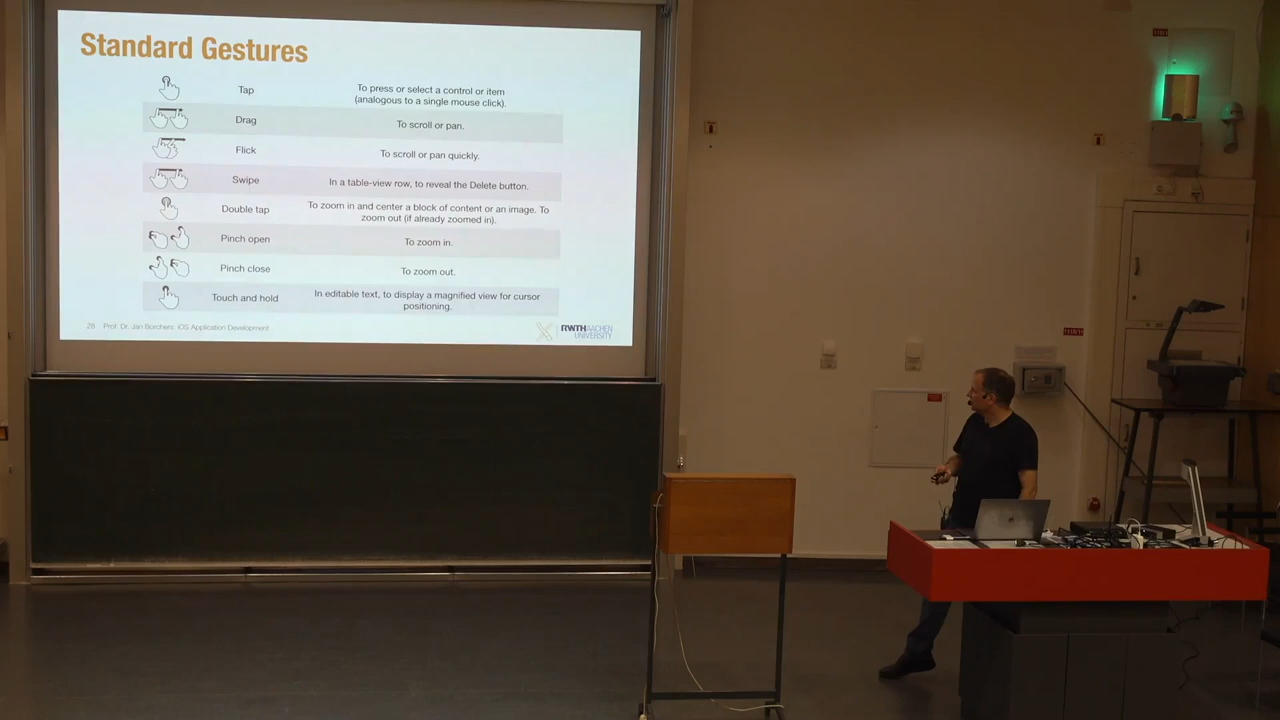 Standard Gestures
Tap
To press or select a control or item
(analogous to a single mouse click).
Drag
To scroll or pan.
Flick
To scroll or pan quickly.
Swipe
In a table-view row, to reveal the Delete button.
Double tap
To zoom in and center a block of content or an image. To
zoom out (if already zoomed in).
Pinch open
To zoom in.
Pinch close
To zoom out.
Touch and hold
In editable text, to display a magnified view for cursor
positioning.
28 Prof. Dr. Jan Borchers: iOS Application Development
RWTH AACHEN
UNIVERSITY